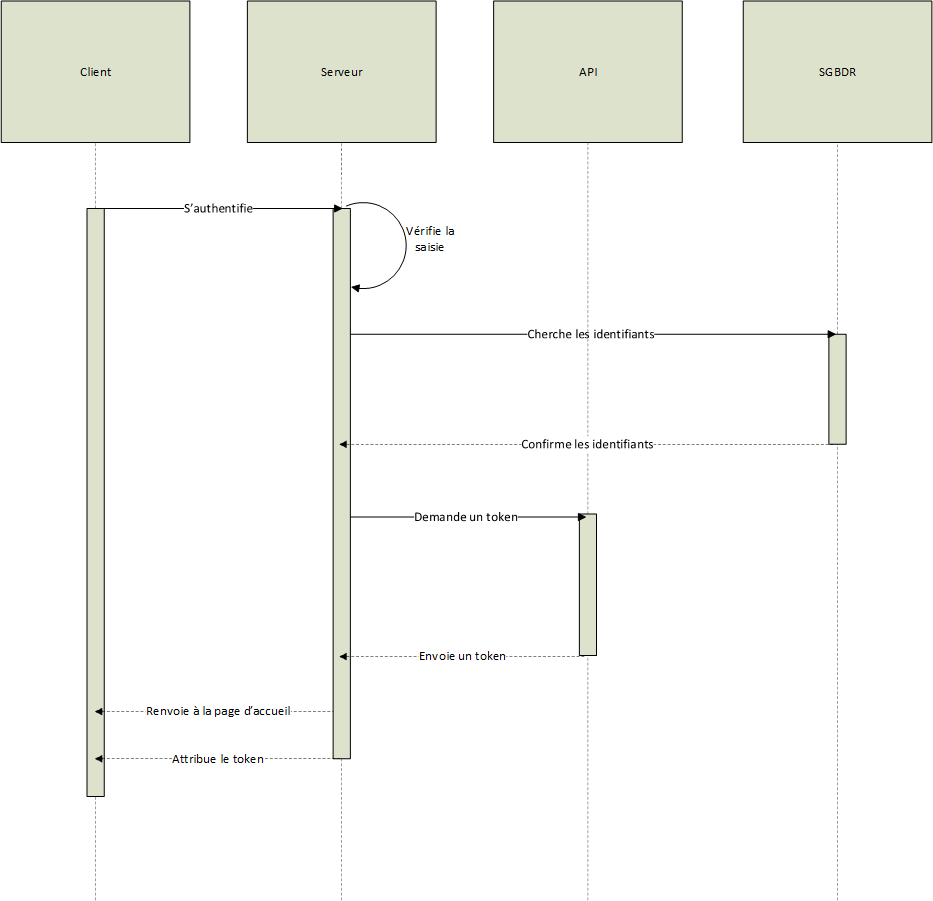 Client
Serveur
API
SGBDR
S’authentifie
Vérifie la
saisie
Cherche les identifiants
Confirme les identifiants
Demande un token
Envoie un token
Renvoie à la page d’accueil
Attribue le token